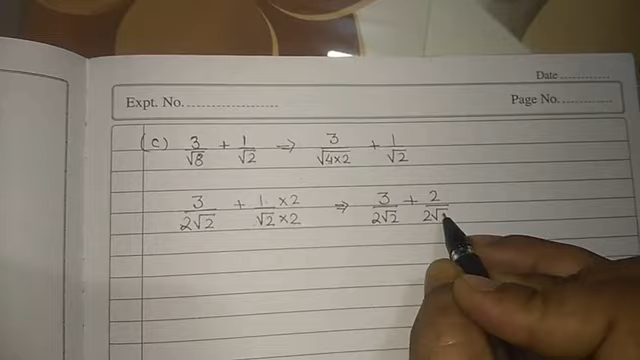 Date ............
Expt. No. ........................... Page No. .............
(c) 3/√8 + 1/√2 ⇒ 3/√(4×2) + 1/√2
3/(2√2) + (1 ×2)/(√2 ×2) ⇒ 3/(2√2) + 2/(2√